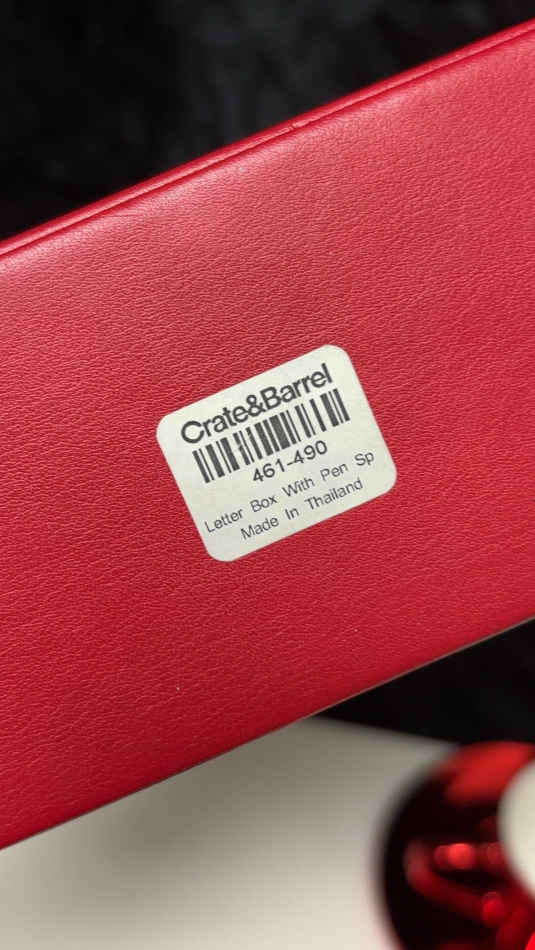 Crate&Barrel
461-490
Letter Box With Pen Sp
Made In Thailand